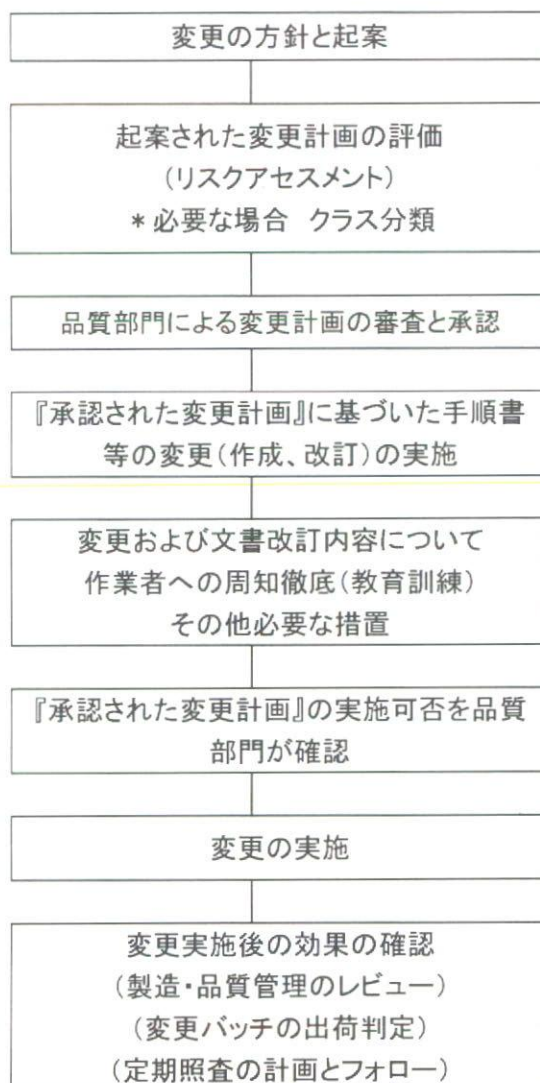 変更の方針と起案
起案された変更計画の評価
(リスクアセスメント)
*必要な場合 クラス分類
品質部門による変更計画の審査と承認
『承認された変更計画』に基づいた手順書
等の変更(作成、改訂)の実施
変更および文書改訂内容について
作業者への周知徹底(教育訓練)
その他必要な措置
『承認された変更計画』の実施可否を品質
部門が確認
変更の実施
変更実施後の効果の確認
(製造・品質管理のレビュー)
(変更バッチの出荷判定)
(定期照査の計画とフォロー)